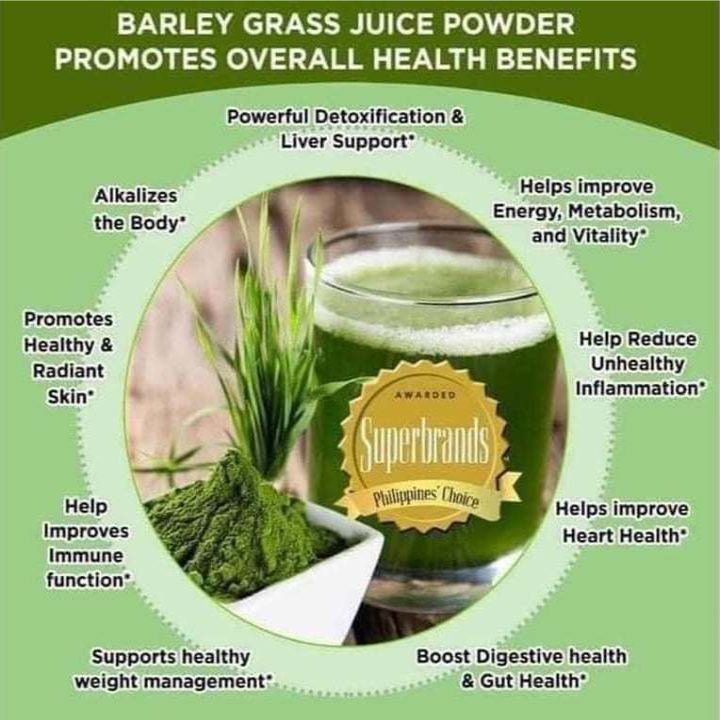 BARLEY GRASS JUICE POWDER
PROMOTES OVERALL HEALTH BENEFITS
Powerful Detoxification &
Liver Support*
Alkalizes
the Body*
Helps improve
Energy, Metabolism,
and Vitality*
Promotes
Healthy &
Radiant
Skin*
Help Reduce
Unhealthy
Inflammation*
AWARDED
Superbrands
Philippines' Choice
Help
Improves
Immune
function*
Helps improve
Heart Health*
Supports healthy
weight management*
Boost Digestive health
& Gut Health*